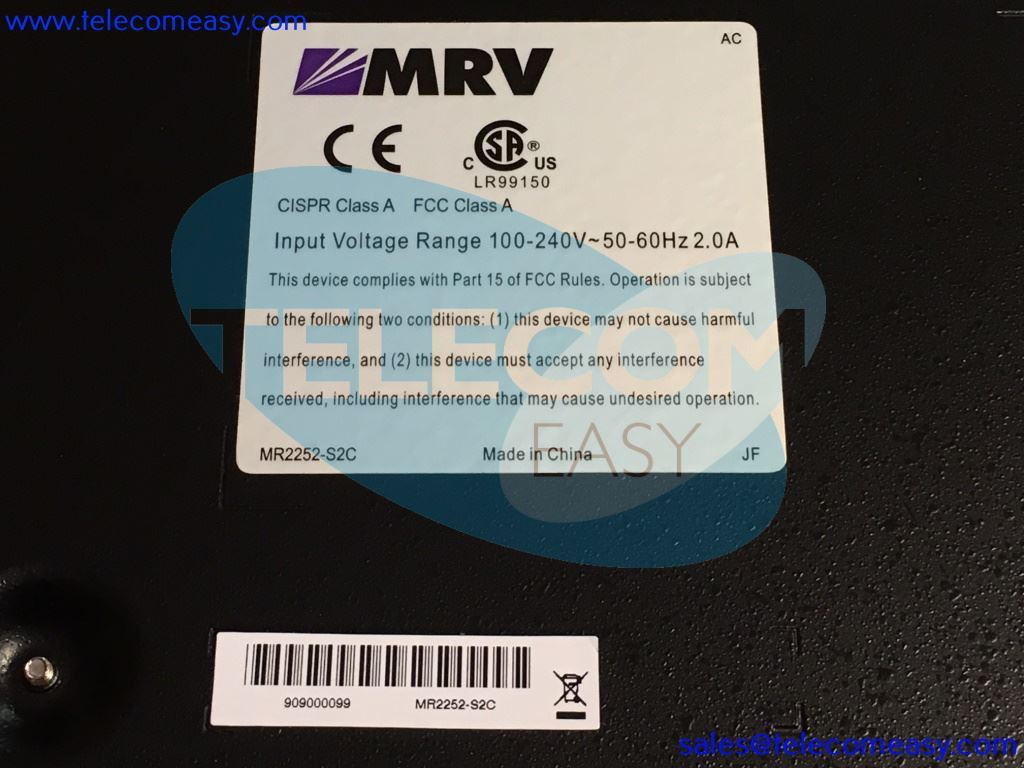 www.telecomeasy.com
AC
MRV
CE
CSA®
C US
LR99150
CISPR Class A FCC Class A
Input Voltage Range 100-240V~50-60Hz 2.0A
This device complies with Part 15 of FCC Rules. Operation is subject
to the following two conditions: (1) this device may not cause harmful
interference, and (2) this device must accept any interference
received, including interference that may cause undesired operation.
TELECOM
EASY
MR2252-S2C Made in China JF
909000099 MR2252-S2C
sales@telecomeasy.com